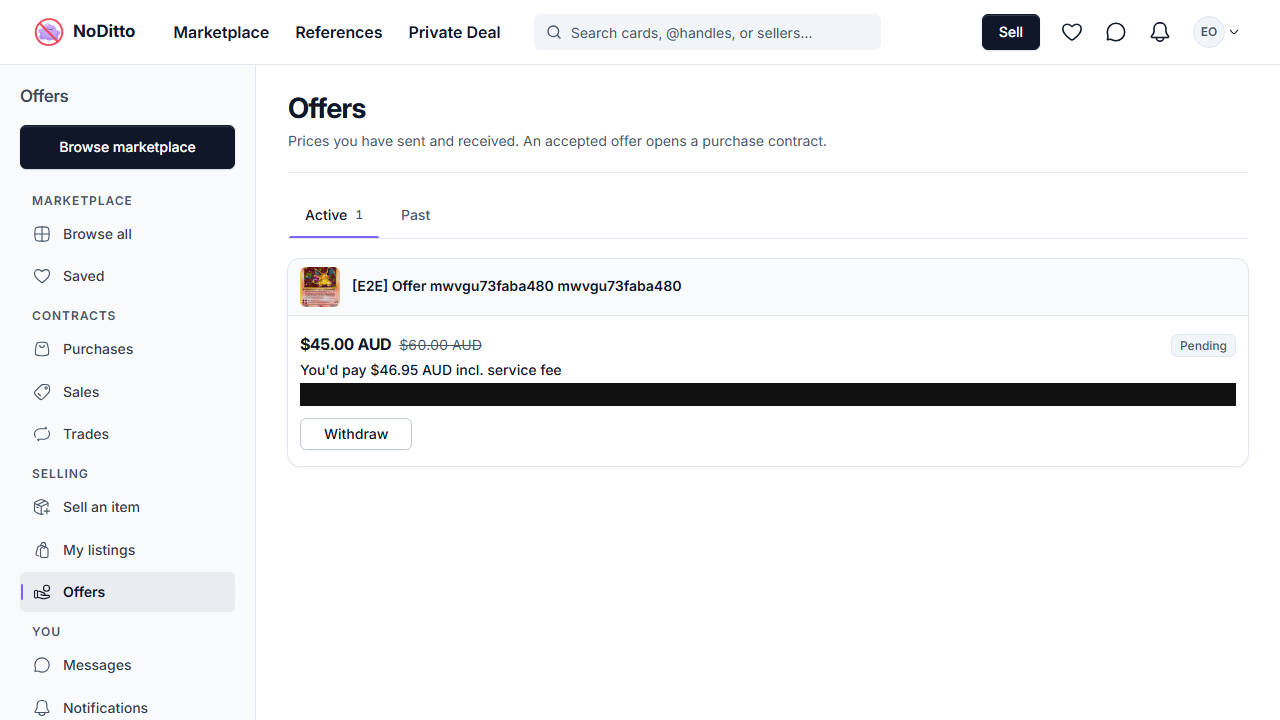 NoDitto
Marketplace
References
Private Deal
Search cards, @handles, or sellers...
Sell
EO
Offers
Browse marketplace
MARKETPLACE
Browse all
Saved
CONTRACTS
Purchases
Sales
Trades
SELLING
Sell an item
My listings
Offers
YOU
Messages
Notifications
Offers
Prices you have sent and received. An accepted offer opens a purchase contract.
Active 1
Past
[E2E] Offer mwvgu73faba480 mwvgu73faba480
$45.00 AUD $60.00 AUD
Pending
You'd pay $46.95 AUD incl. service fee
Withdraw